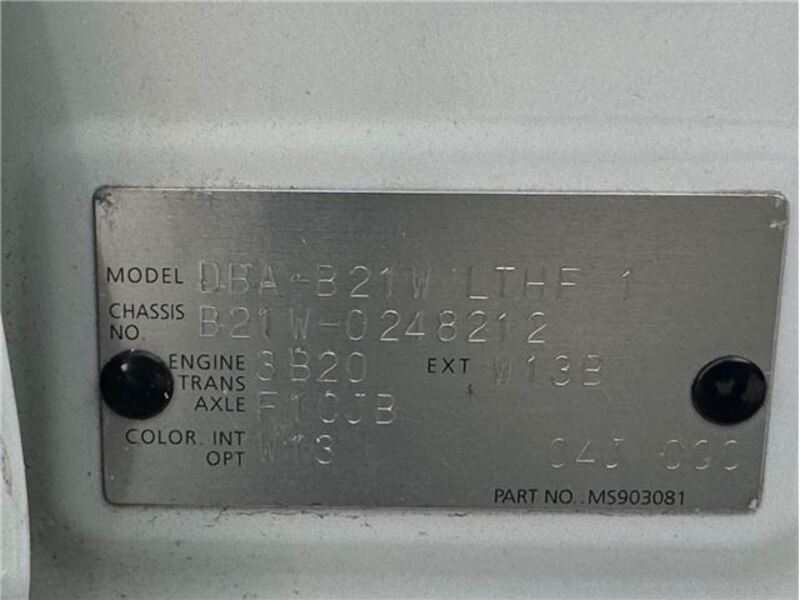 MODEL DBA-B21W LTHF 1
CHASSIS NO. B21W-0248212
ENGINE 3B20 EXT W13B
TRANS AXLE F1CJB
COLOR. INT W13
OPT C4J
PART NO. MS903081